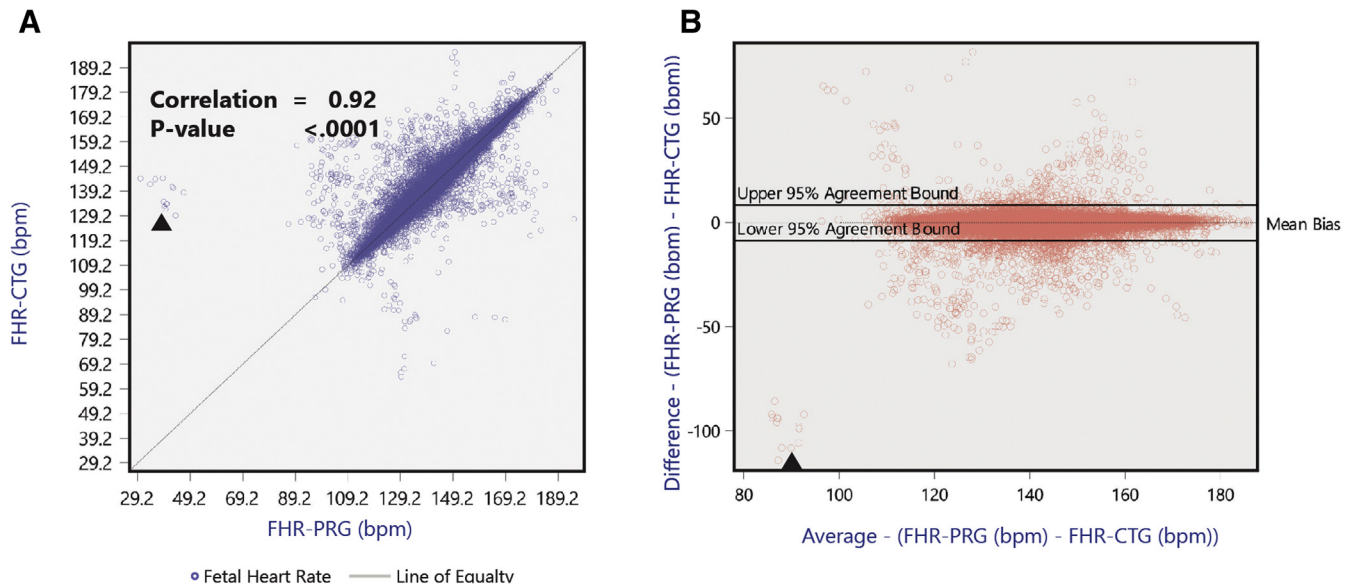 A
189.2
179.2
169.2
159.2
149.2
139.2
129.2
119.2
109.2
99.2
89.2
79.2
69.2
59.2
49.2
39.2
29.2
FHR-CTG (bpm)
Correlation = 0.92
P-value <.0001
29.2 49.2 69.2 89.2 109.2 129.2 149.2 169.2 189.2
FHR-PRG (bpm)
Fetal Heart Rate Line of Equalty
B
Difference - (FHR-PRG (bpm) - FHR-CTG (bpm))
50
0
-50
-100
Upper 95% Agreement Bound
Lower 95% Agreement Bound
Mean Bias
80 100 120 140 160 180
Average - (FHR-PRG (bpm) - FHR-CTG (bpm))